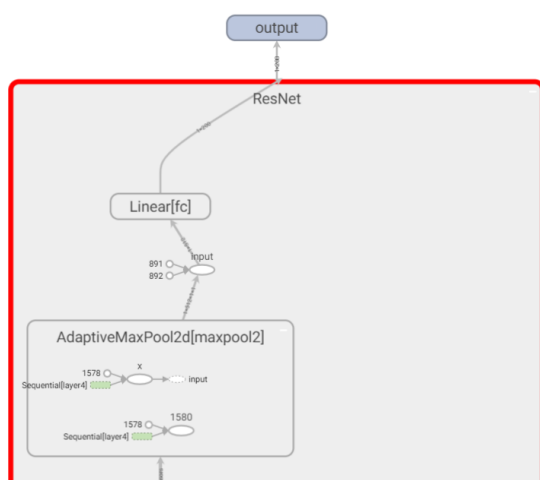 output
ResNet
Linear[fc]
input
891
892
AdaptiveMaxPool2d[maxpool2]
x
1578
input
Sequential[layer4]
1580
1578
Sequential[layer4]